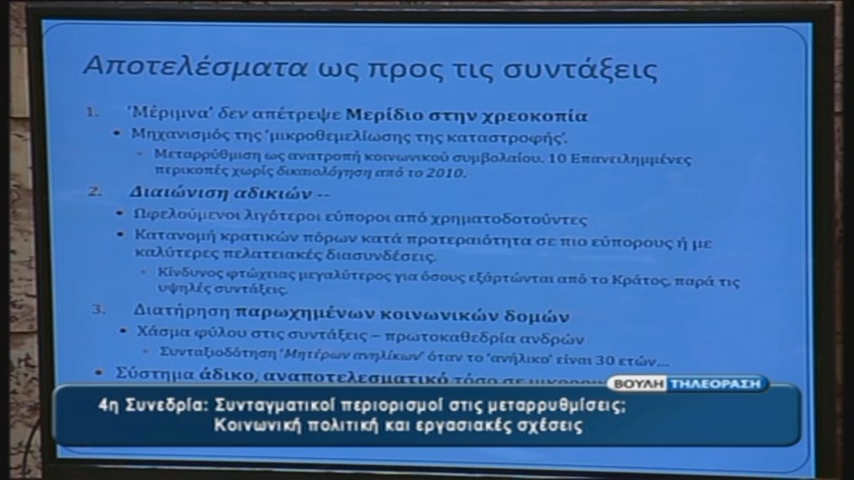 Αποτελέσματα ως προς τις συντάξεις
1. 'Μέριμνα' δεν απέτρεψε Μερίδιο στην χρεοκοπία
• Μηχανισμός της 'μικροθεμελίωσης της καταστροφής'.
◦ Μεταρρύθμιση ως ανατροπή κοινωνικού συμβολαίου. 10 Επανειλημμένες
περικοπές χωρίς δικαιολόγηση από το 2010.
2. Διαιώνιση αδικιών --
• Ωφελούμενοι λιγότεροι εύποροι από χρηματοδοτούντες
• Κατανομή κρατικών πόρων κατά προτεραιότητα σε πιο εύπορους ή με
καλύτερες πελατειακές διασυνδέσεις.
◦ Κίνδυνος φτώχειας μεγαλύτερος για όσους εξάρτώνται από το Κράτος, παρά τις
υψηλές συντάξεις.
3. Διατήρηση παρωχημένων κοινωνικών δομών
• Χάσμα φύλου στις συντάξεις – πρωτοκαθεδρία ανδρών
◦ Συνταξιοδότηση 'Μητέρων ανηλίκων' όταν το 'ανήλικο' είναι 30 ετών...
• Σύστημα άδικο, αναποτελεσματικό τόσο σε
ΒΟΥΛΗ ΤΗΛΕΟΡΑΣΗ
4η Συνεδρία: Συνταγματικοί περιορισμοί στις μεταρρυθμίσεις;
Κοινωνική πολιτική και εργασιακές σχέσεις